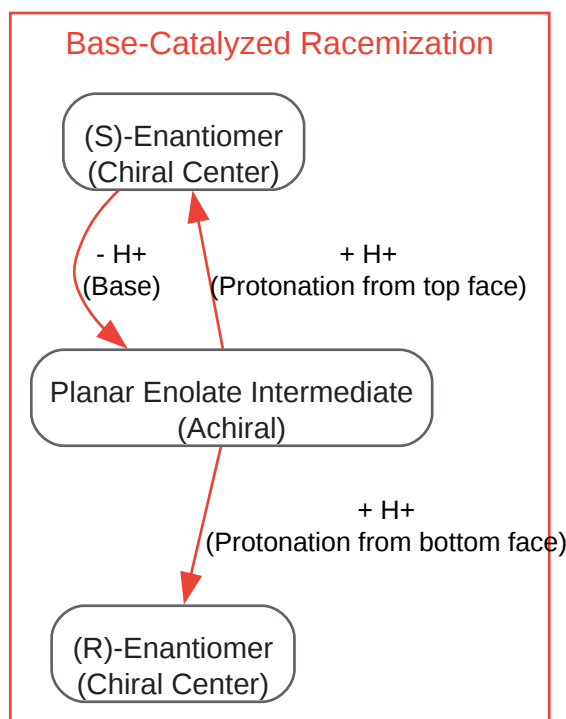 Base-Catalyzed Racemization
(S)-Enantiomer
(Chiral Center)
- H+
(Base)
+ H+
(Protonation from top face)
Planar Enolate Intermediate
(Achiral)
+ H+
(Protonation from bottom face)
(R)-Enantiomer
(Chiral Center)